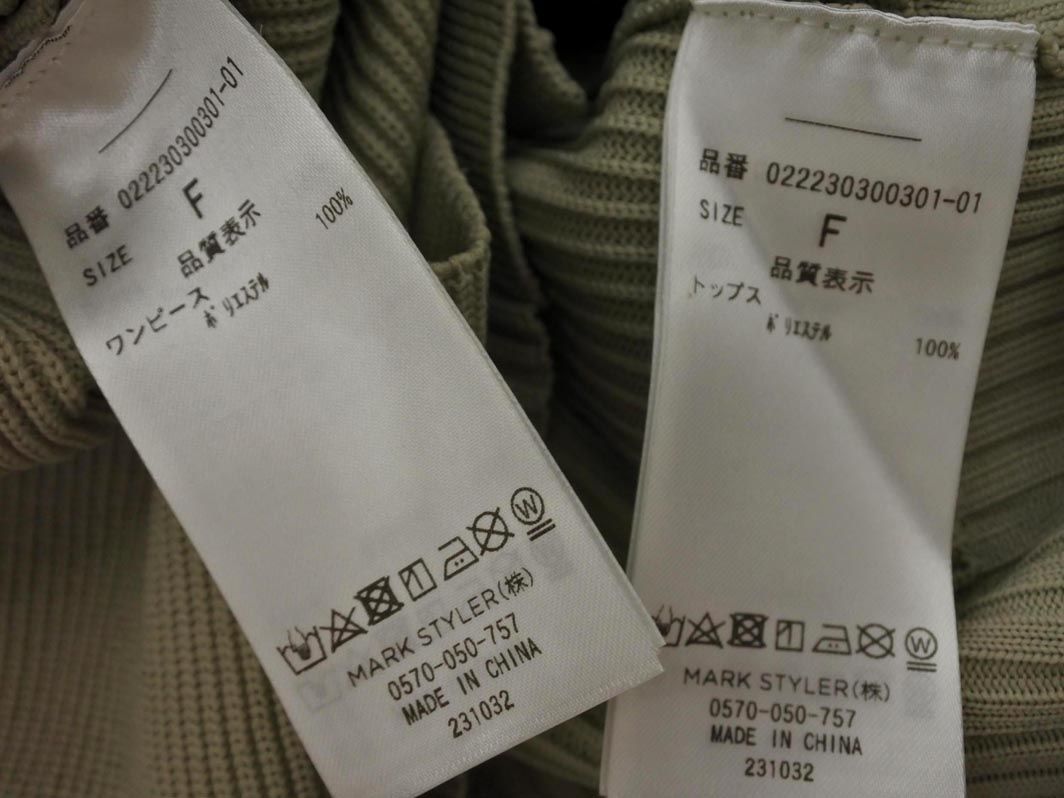 品番 022230300301-01
SIZE F
品質表示
ワンピース
ポリエステル 100%
MARK STYLER(株)
0570-050-757
MADE IN CHINA
231032
品番 022230300301-01
SIZE F
品質表示
トップス
ポリエステル 100%
MARK STYLER(株)
0570-050-757
MADE IN CHINA
231032